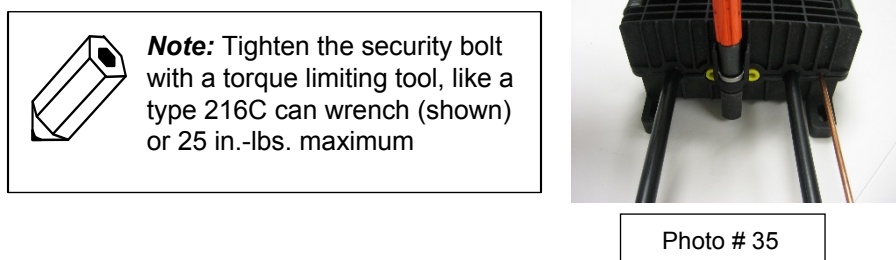 Note: Tighten the security bolt
with a torque limiting tool, like a
type 216C can wrench (shown)
or 25 in.-lbs. maximum
Photo # 35